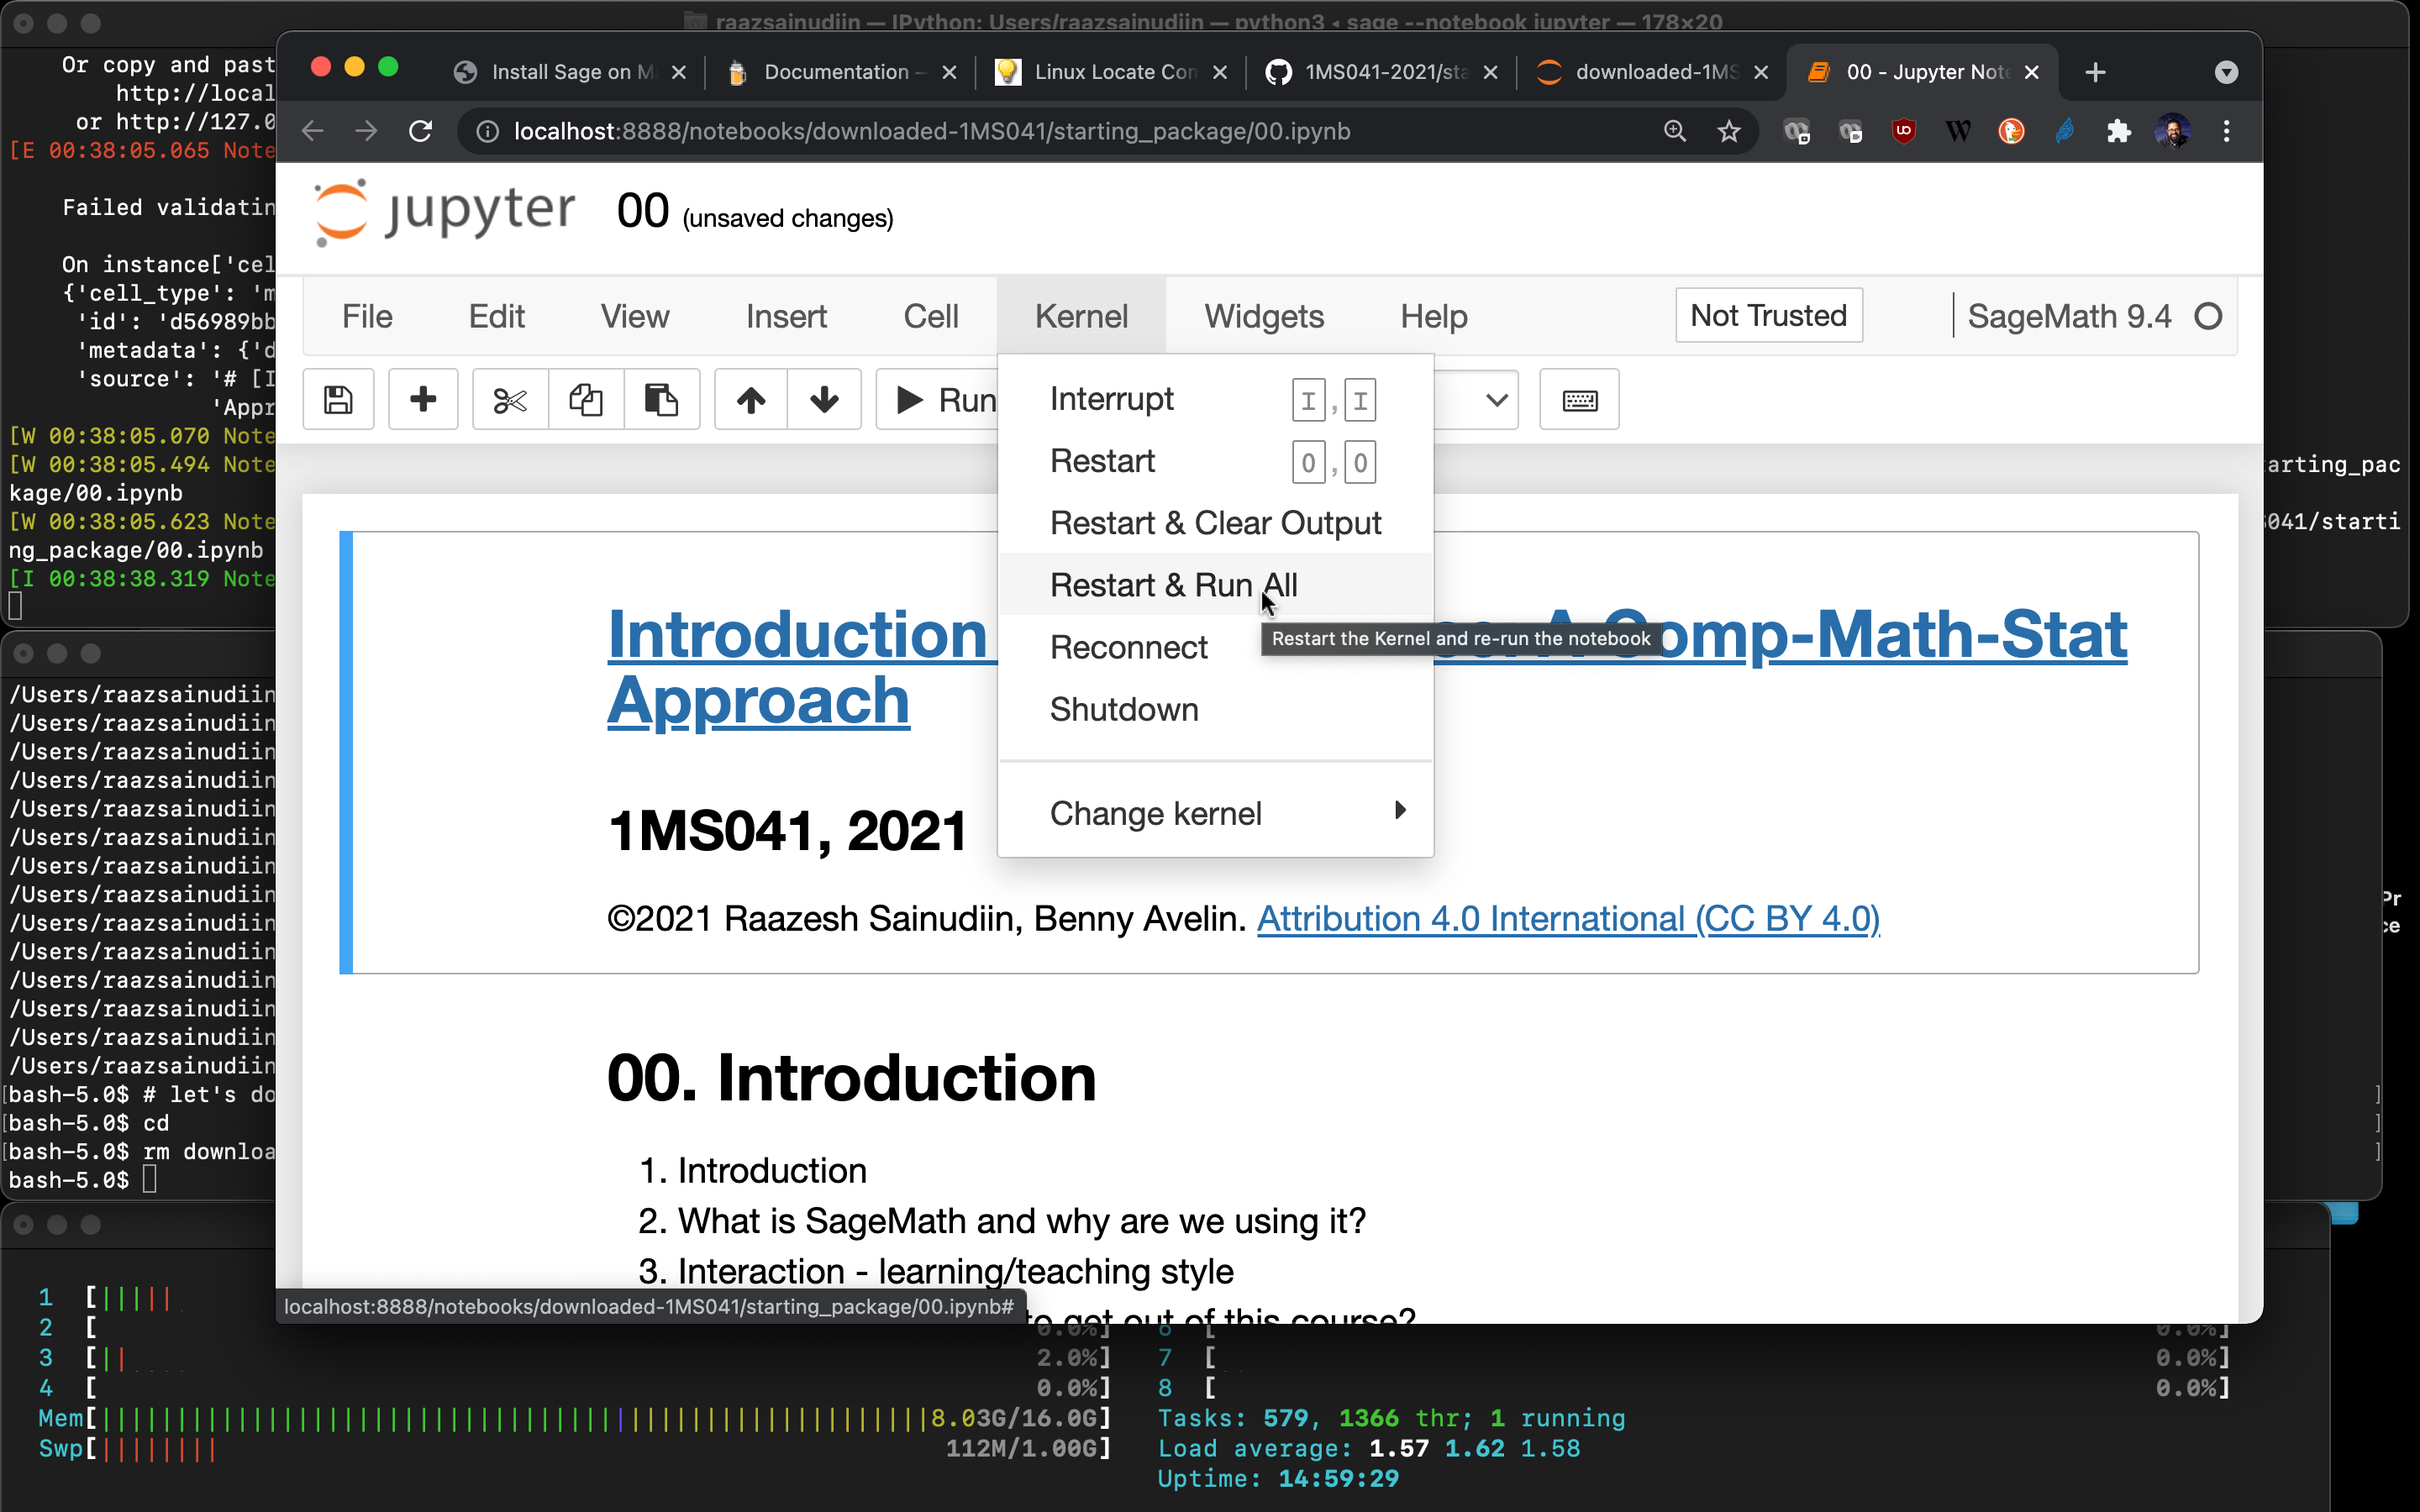 raazsainudiin — IPython: Users/raazsainudiin — python3 ◂ sage --notebook jupyter — 178×20
Or copy and past
http://local
or http://127.0
[E 00:38:05.065 Note
Failed validatin
On instance['cel
{'cell_type': 'm
'id': 'd56989bb
'metadata': {'d
'source': '# [I
'Appr
[W 00:38:05.070 Note
[W 00:38:05.494 Note
arting_pac
kage/00.ipynb
[W 00:38:05.623 Note
041/starti
ng_package/00.ipynb
[I 00:38:38.319 Note
Install Sage on M
Documentation –
Linux Locate Com
1MS041-2021/sta
downloaded-1MS
00 - Jupyter Note
localhost:8888/notebooks/downloaded-1MS041/starting_package/00.ipynb
jupyter 00 (unsaved changes)
File Edit View Insert Cell Kernel Widgets Help Not Trusted SageMath 9.4
Run
Interrupt I , I
Restart 0 , 0
Restart & Clear Output
Restart & Run All
Restart the Kernel and re-run the notebook
Reconnect
Shutdown
Change kernel
Introduction
omp-Math-Stat
Approach
1MS041, 2021
©2021 Raazesh Sainudiin, Benny Avelin. Attribution 4.0 International (CC BY 4.0)
00. Introduction
1. Introduction
2. What is SageMath and why are we using it?
3. Interaction - learning/teaching style
to get out of this course?
localhost:8888/notebooks/downloaded-1MS041/starting_package/00.ipynb#
/Users/raazsainudiin
/Users/raazsainudiin
/Users/raazsainudiin
/Users/raazsainudiin
/Users/raazsainudiin
/Users/raazsainudiin
/Users/raazsainudiin
/Users/raazsainudiin
/Users/raazsainudiin
/Users/raazsainudiin
/Users/raazsainudiin
/Users/raazsainudiin
/Users/raazsainudiin
/Users/raazsainudiin
[bash-5.0$ # let's do ]
[bash-5.0$ cd ]
[bash-5.0$ rm downloa ]
bash-5.0$
Pr
ce
1 [|||||
2 [ 0.0%] 6 [ 0.0%]
3 [|| 2.0%] 7 [ 0.0%]
4 [ 0.0%] 8 [ 0.0%]
Mem[ 8.03G/16.0G] Tasks: 579, 1366 thr; 1 running
Swp[|||||||| 112M/1.00G] Load average: 1.57 1.62 1.58
Uptime: 14:59:29